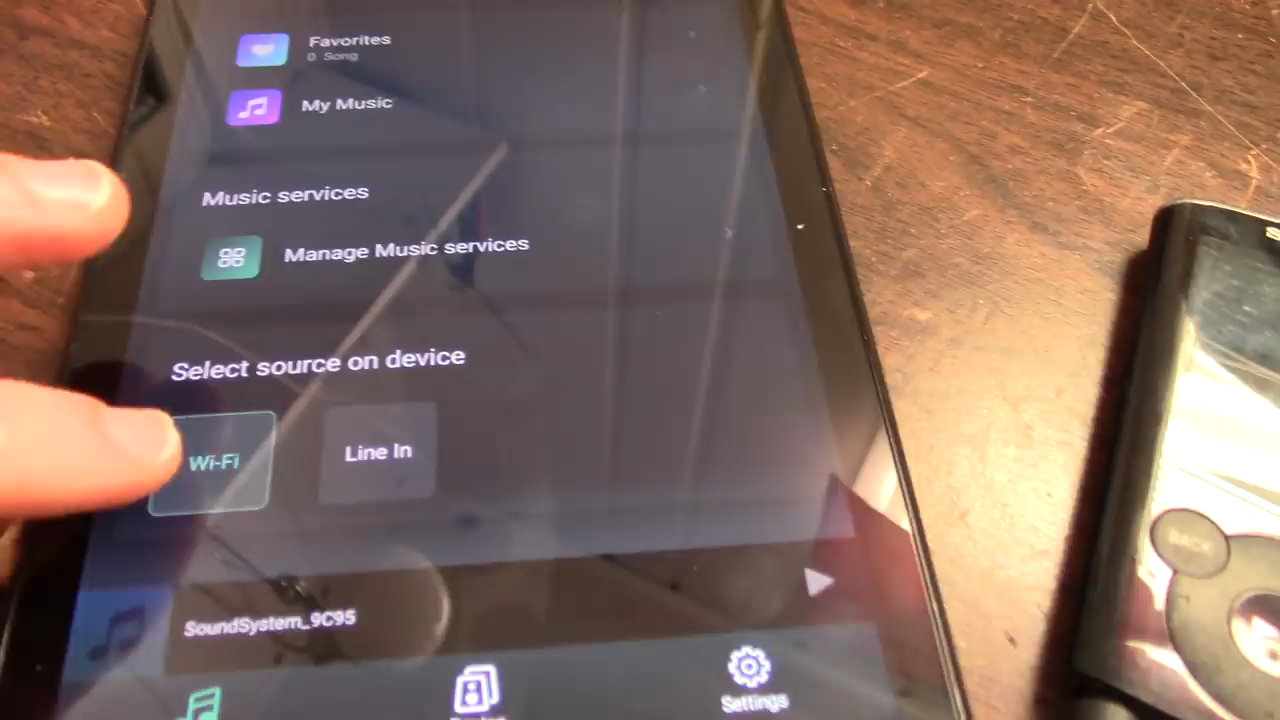 Favorites
0 Song
My Music
Music services
Manage Music services
Select source on device
Wi-Fi
Line In
SoundSystem_9C95
Settings
BACK